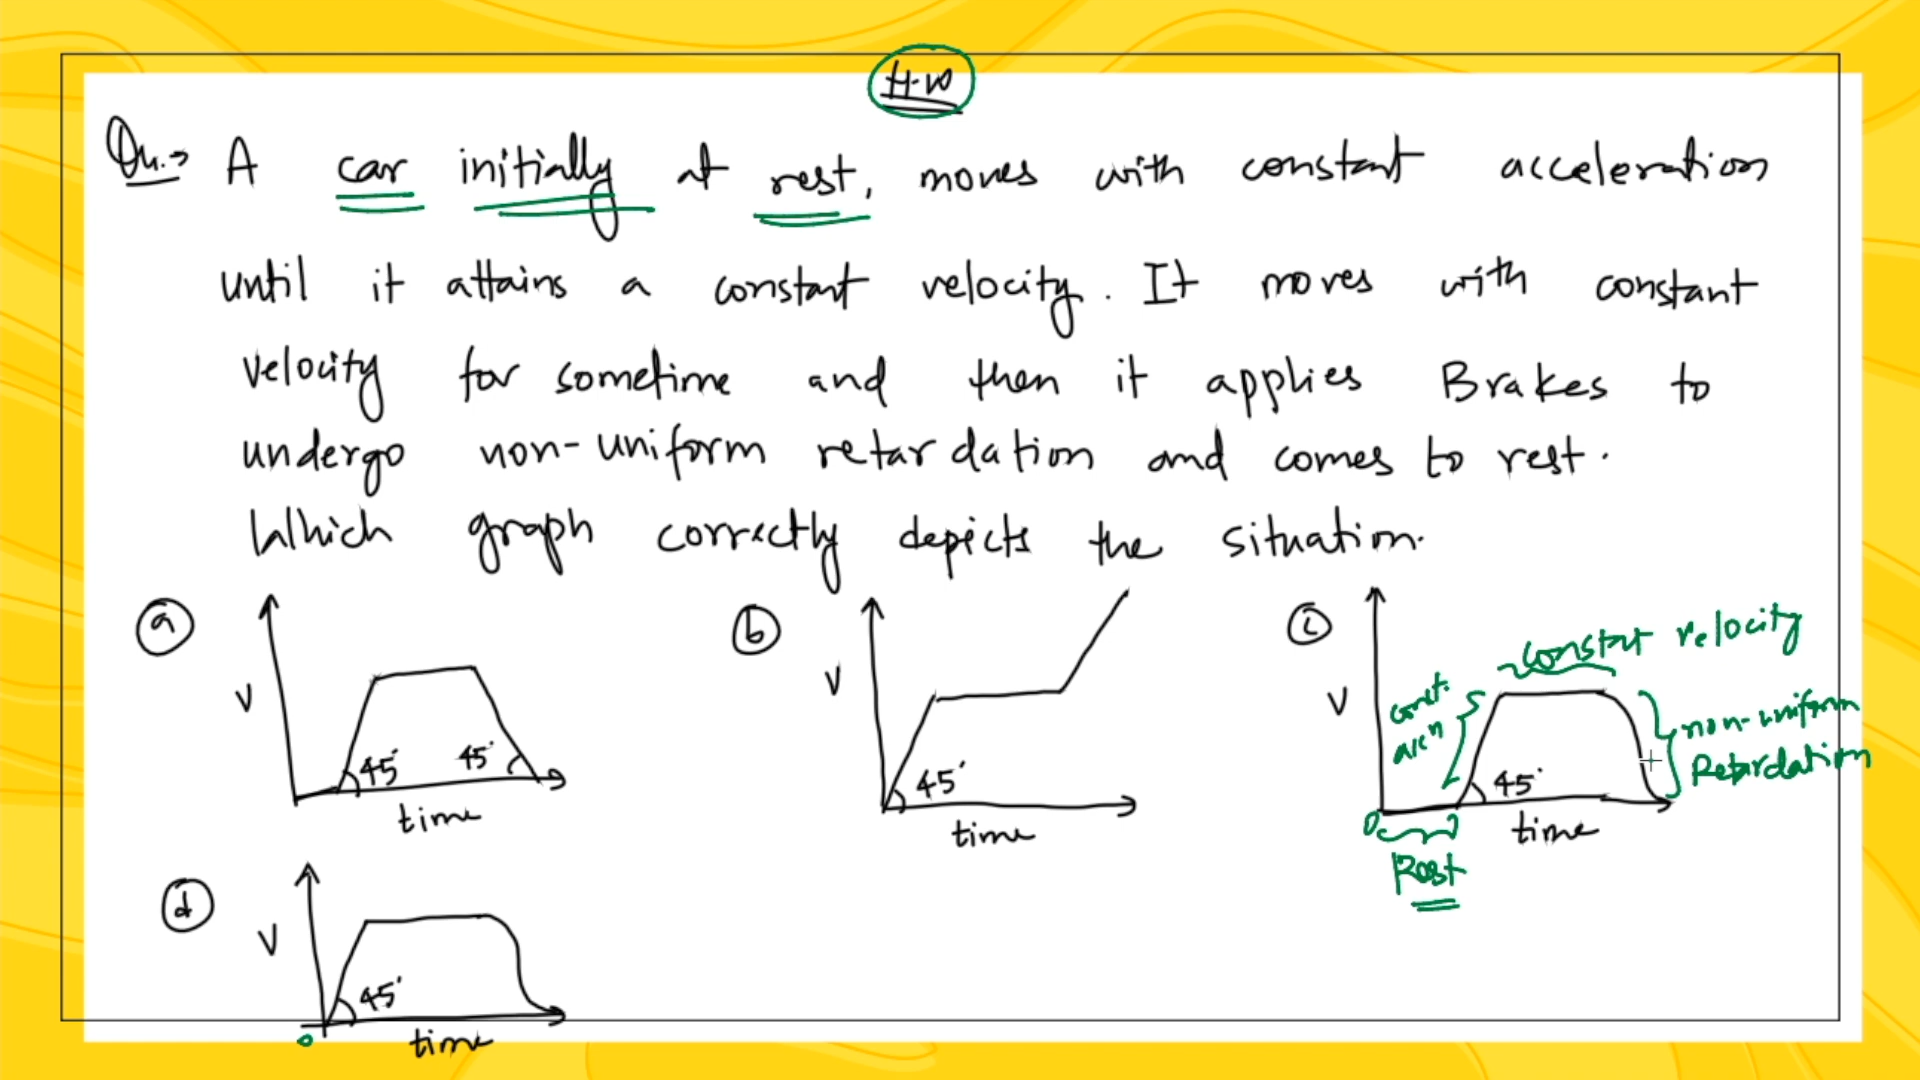 H.W
Qu.→ A car initially at rest, moves with constant acceleration
until it attains a constant velocity. It moves with constant
velocity for sometime and then it applies Brakes to
undergo non-uniform retardation and comes to rest.
Which graph correctly depicts the situation.
a
V
45°
45°
time
b
V
45°
time
c
V
constant velocity
const.
accⁿ
non-uniform
Retardation
45°
0
time
Rest
d
V
45°
0
time